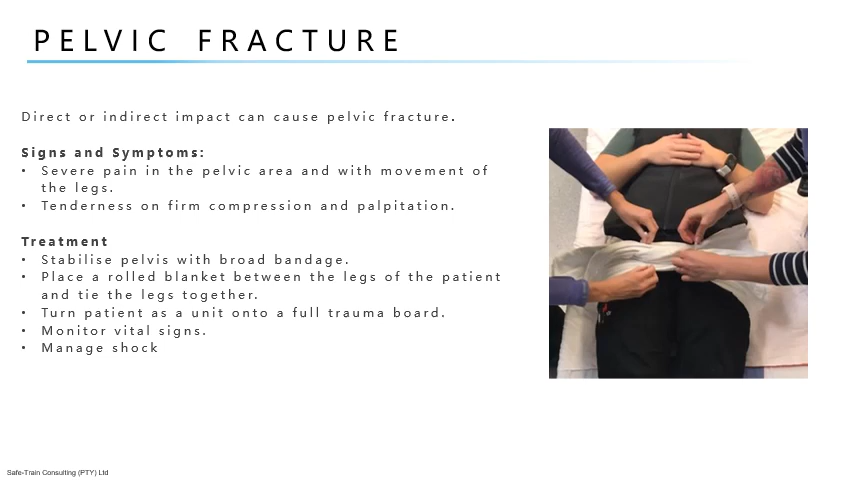 PELVIC FRACTURE
Direct or indirect impact can cause pelvic fracture.
Signs and Symptoms:
• Severe pain in the pelvic area and with movement of
the legs.
• Tenderness on firm compression and palpitation.
Treatment
• Stabilise pelvis with broad bandage.
• Place a rolled blanket between the legs of the patient
and tie the legs together.
• Turn patient as a unit onto a full trauma board.
• Monitor vital signs.
• Manage shock
Safe-Train Consulting (PTY) Ltd